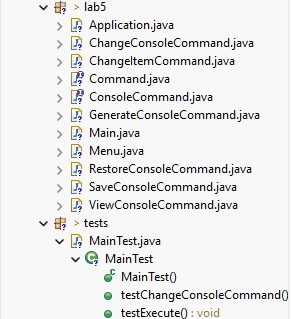 > lab5
Application.java
ChangeConsoleCommand.java
ChangeItemCommand.java
Command.java
ConsoleCommand.java
GenerateConsoleCommand.java
Main.java
Menu.java
RestoreConsoleCommand.java
SaveConsoleCommand.java
ViewConsoleCommand.java
> tests
MainTest.java
MainTest
MainTest()
testChangeConsoleCommand()
testExecute() : void